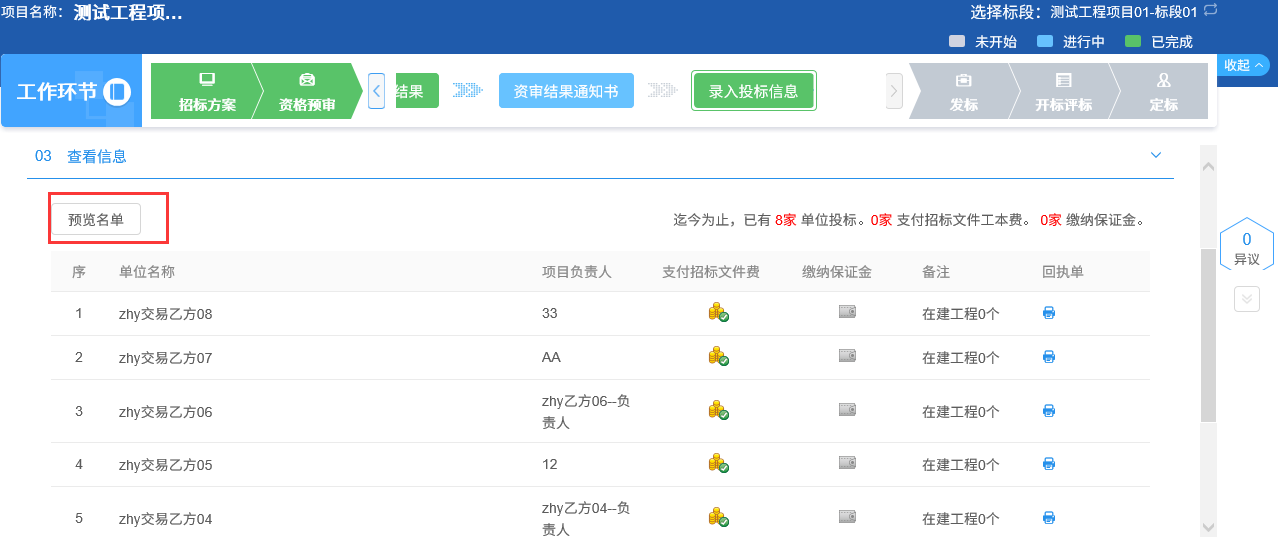 项目名称： 测试工程项... 选择标段： 测试工程项目01-标段01
未开始 进行中 已完成
工作环节 招标方案 资格预审 结果 资审结果通知书 录入投标信息 发标 开标评标 定标 收起
03 查看信息
预览名单 迄今为止，已有 8家 单位投标。0家 支付招标文件工本费。 0家 缴纳保证金。
0
异议
序 单位名称 项目负责人 支付招标文件费 缴纳保证金 备注 回执单
1 zhy交易乙方08 33 在建工程0个
2 zhy交易乙方07 AA 在建工程0个
3 zhy交易乙方06 zhy乙方06--负责人 在建工程0个
4 zhy交易乙方05 12 在建工程0个
5 zhy交易乙方04 zhy乙方04--负责人 在建工程0个